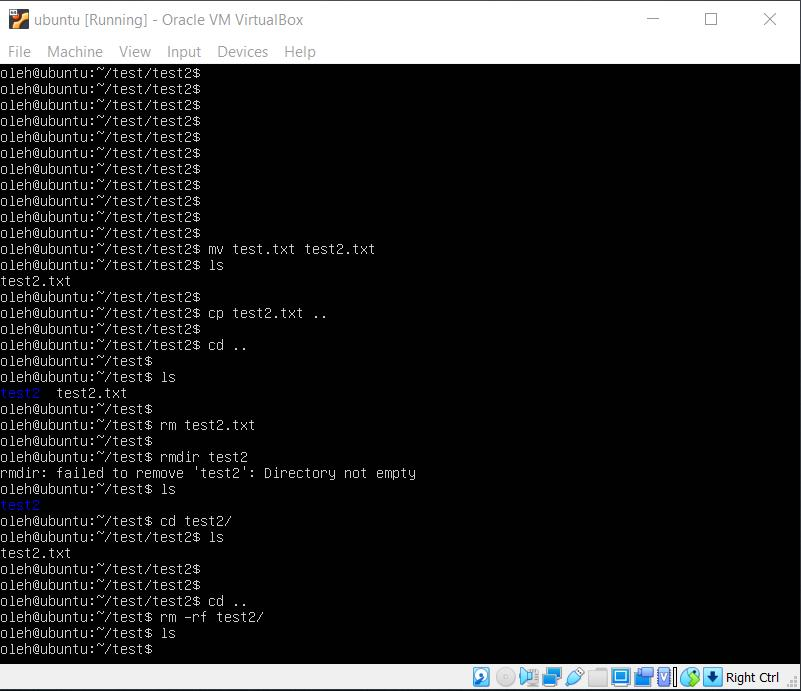 ubuntu [Running] - Oracle VM VirtualBox
File Machine View Input Devices Help
oleh@ubuntu:~/test/test2$
oleh@ubuntu:~/test/test2$
oleh@ubuntu:~/test/test2$
oleh@ubuntu:~/test/test2$
oleh@ubuntu:~/test/test2$
oleh@ubuntu:~/test/test2$
oleh@ubuntu:~/test/test2$
oleh@ubuntu:~/test/test2$
oleh@ubuntu:~/test/test2$
oleh@ubuntu:~/test/test2$
oleh@ubuntu:~/test/test2$
oleh@ubuntu:~/test/test2$ mv test.txt test2.txt
oleh@ubuntu:~/test/test2$ ls
test2.txt
oleh@ubuntu:~/test/test2$
oleh@ubuntu:~/test/test2$ cp test2.txt ..
oleh@ubuntu:~/test/test2$
oleh@ubuntu:~/test/test2$ cd ..
oleh@ubuntu:~/test$
oleh@ubuntu:~/test$ ls
test2  test2.txt
oleh@ubuntu:~/test$
oleh@ubuntu:~/test$ rm test2.txt
oleh@ubuntu:~/test$
oleh@ubuntu:~/test$ rmdir test2
rmdir: failed to remove 'test2': Directory not empty
oleh@ubuntu:~/test$ ls
test2
oleh@ubuntu:~/test$ cd test2/
oleh@ubuntu:~/test/test2$ ls
test2.txt
oleh@ubuntu:~/test/test2$
oleh@ubuntu:~/test/test2$
oleh@ubuntu:~/test/test2$ cd ..
oleh@ubuntu:~/test$ rm -rf test2/
oleh@ubuntu:~/test$ ls
oleh@ubuntu:~/test$
Right Ctrl